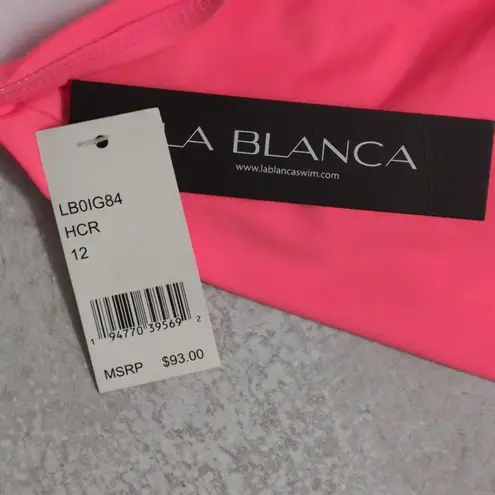 LA BLANCA
www.lablancaswim.com
LB0IG84
HCR
12
1 94770 39569 2
MSRP $93.00